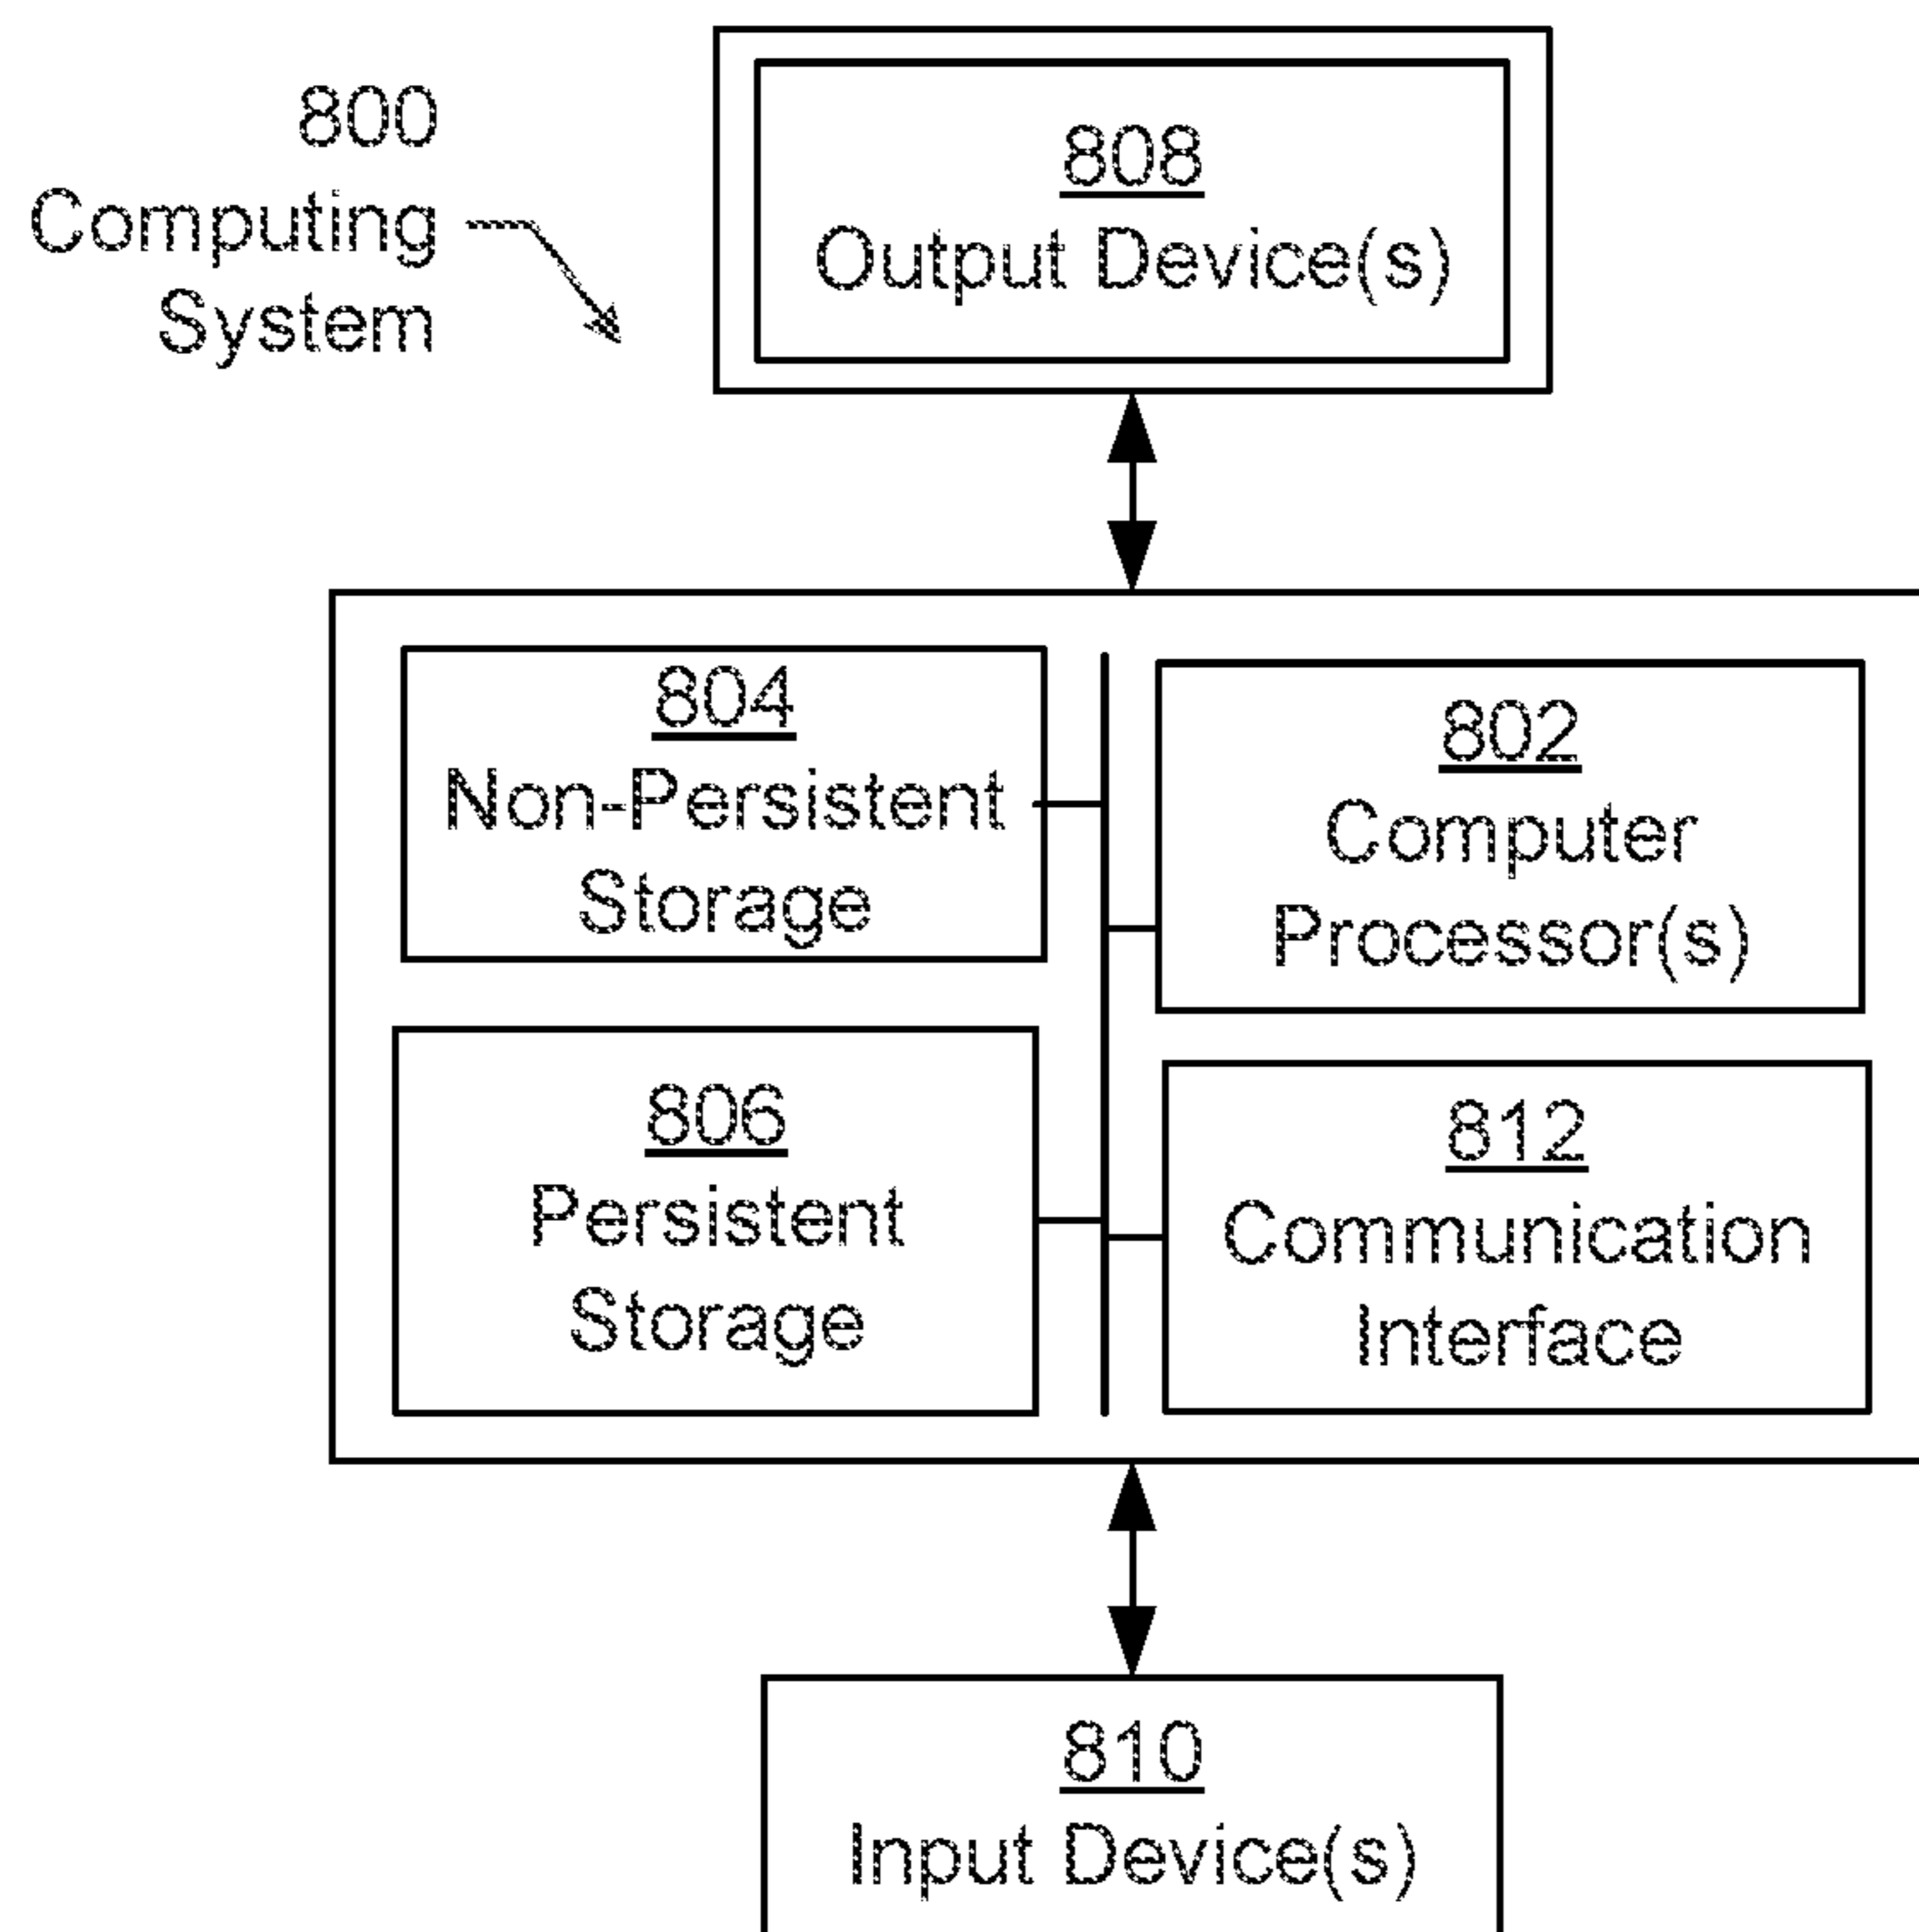 800
Computing
System
808
Output Device(s)
804
Non-Persistent
Storage
802
Computer
Processor(s)
806
Persistent
Storage
812
Communication
Interface
810
Input Device(s)